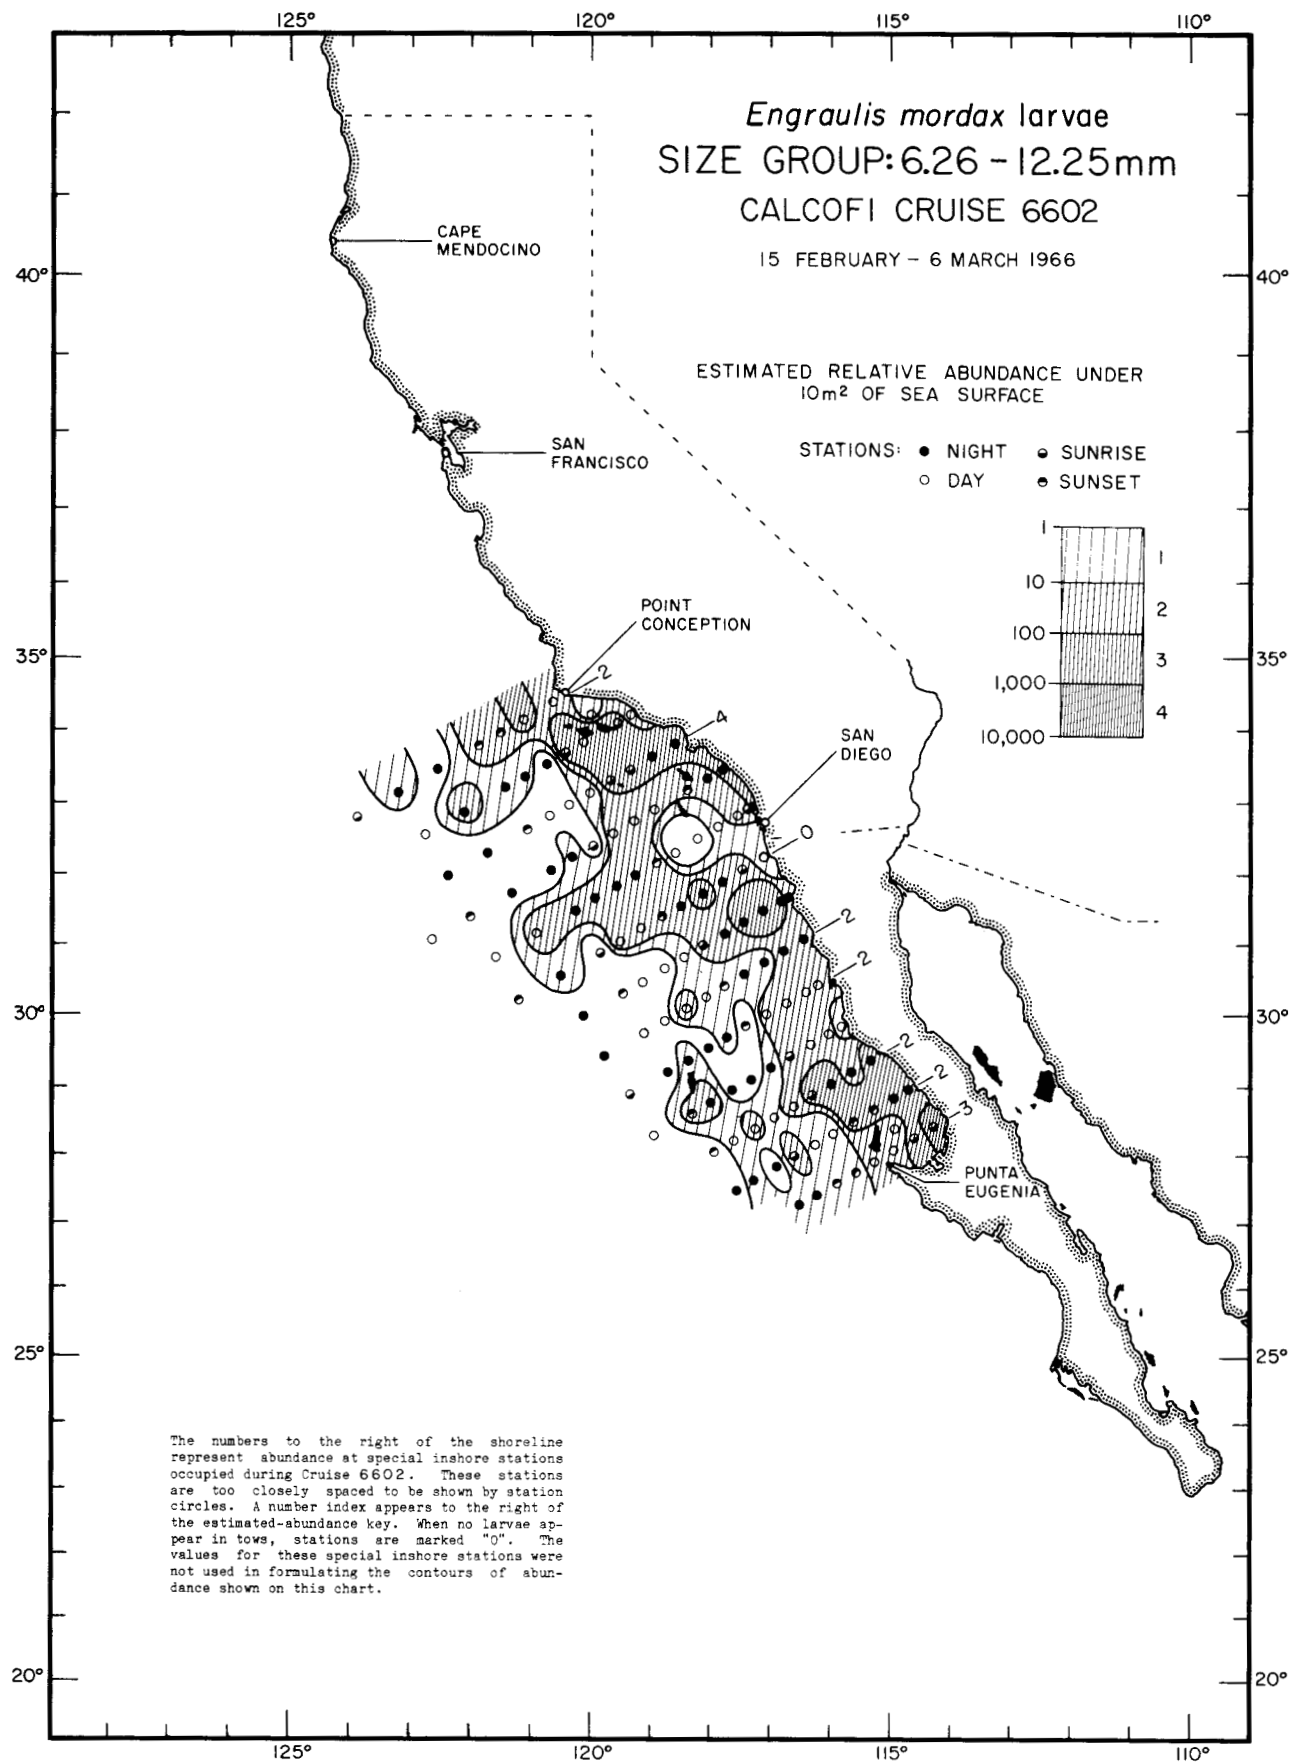 125° 120° 115° 110°
Engraulis mordax larvae
SIZE GROUP: 6.26 - 12.25mm
CALCOFI CRUISE 6602
15 FEBRUARY - 6 MARCH 1966
CAPE
MENDOCINO
40° 40°
ESTIMATED RELATIVE ABUNDANCE UNDER
10m² OF SEA SURFACE
STATIONS: ● NIGHT SUNRISE
○ DAY SUNSET
SAN
FRANCISCO
1
1
10
2
100
3
1,000
4
10,000
POINT
CONCEPTION
35° 35°
2
4
SAN
DIEGO
0
2
2
30° 30°
2
2
3
PUNTA
EUGENIA
25° 25°
The numbers to the right of the shoreline
represent abundance at special inshore stations
occupied during Cruise 6602. These stations
are too closely spaced to be shown by station
circles. A number index appears to the right of
the estimated-abundance key. When no larvae ap-
pear in tows, stations are marked "0". The
values for these special inshore stations were
not used in formulating the contours of abun-
dance shown on this chart.
20° 20°
125° 120° 115° 110°